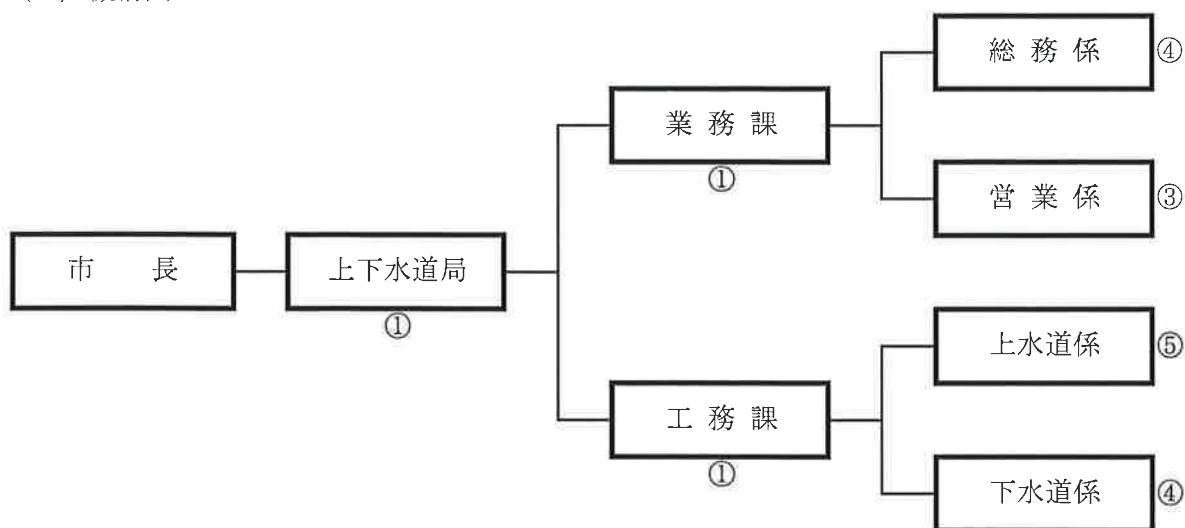 総務係 ④
業務課
①
営業係 ③
市長
上下水道局
①
上水道係 ⑤
工務課
①
下水道係 ④